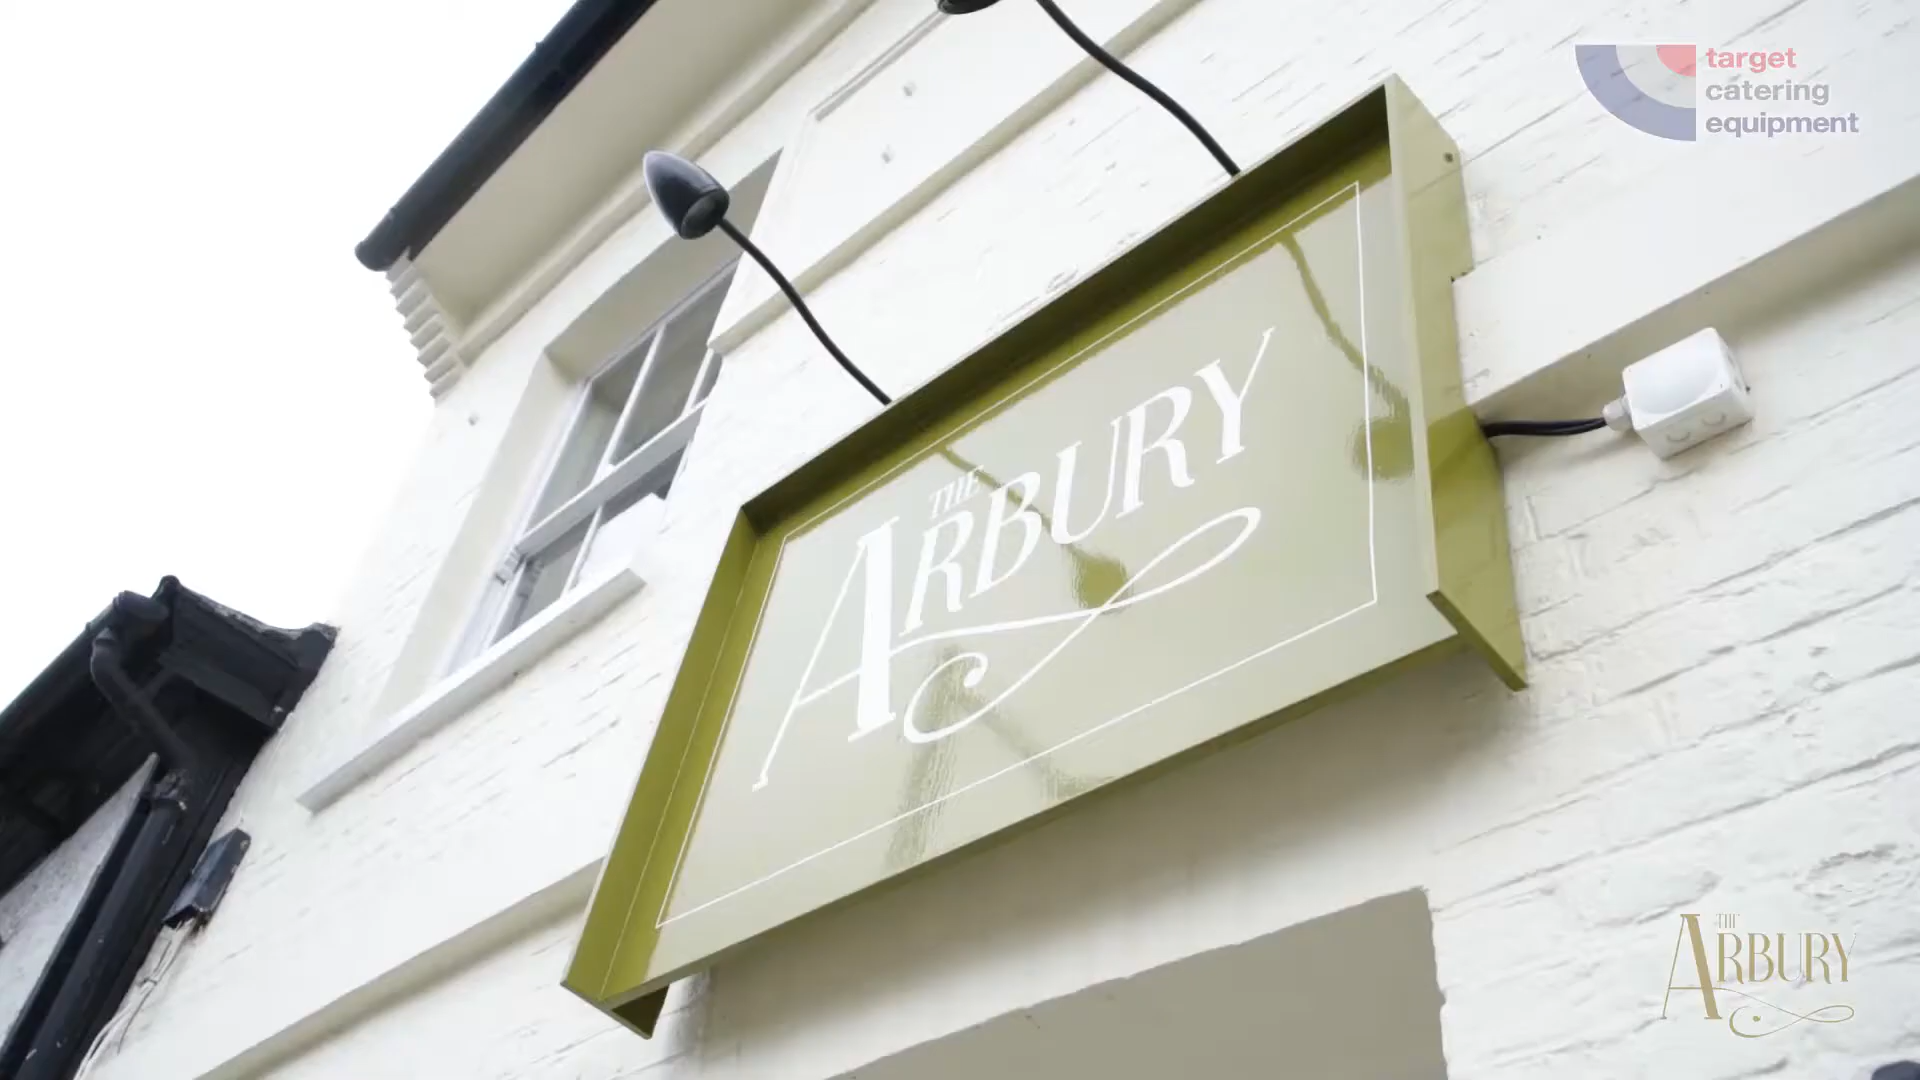 target
catering
equipment
THE
ARBURY
THE
ARBURY